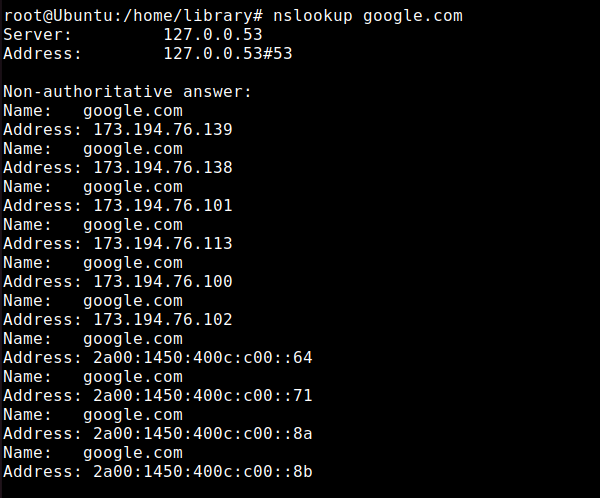 root@Ubuntu:/home/library# nslookup google.com
Server:         127.0.0.53
Address:        127.0.0.53#53

Non-authoritative answer:
Name:   google.com
Address: 173.194.76.139
Name:   google.com
Address: 173.194.76.138
Name:   google.com
Address: 173.194.76.101
Name:   google.com
Address: 173.194.76.113
Name:   google.com
Address: 173.194.76.100
Name:   google.com
Address: 173.194.76.102
Name:   google.com
Address: 2a00:1450:400c:c00::64
Name:   google.com
Address: 2a00:1450:400c:c00::71
Name:   google.com
Address: 2a00:1450:400c:c00::8a
Name:   google.com
Address: 2a00:1450:400c:c00::8b